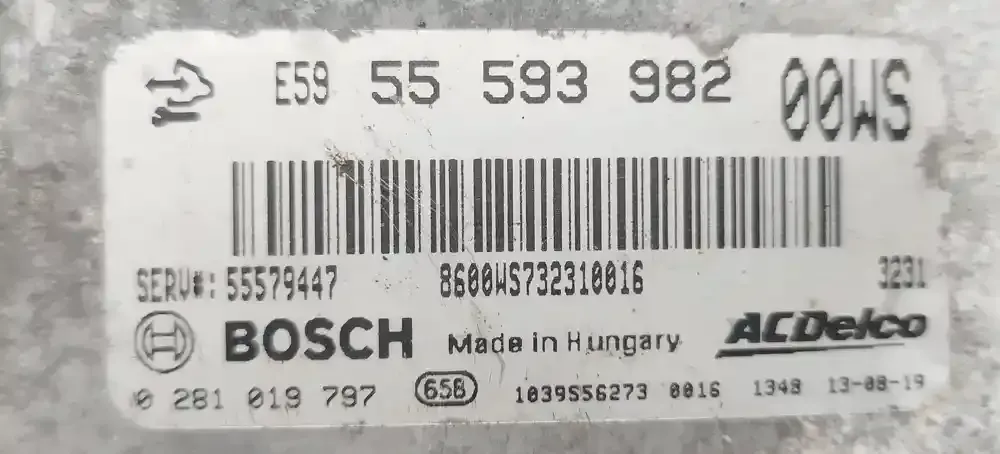 E59 55 593 982 00WS
SERV#: 55579447 8600WS732310016 3231
BOSCH Made in Hungary ACDelco
0 281 019 797 658 1039S56273 0016 1348 13-08-19